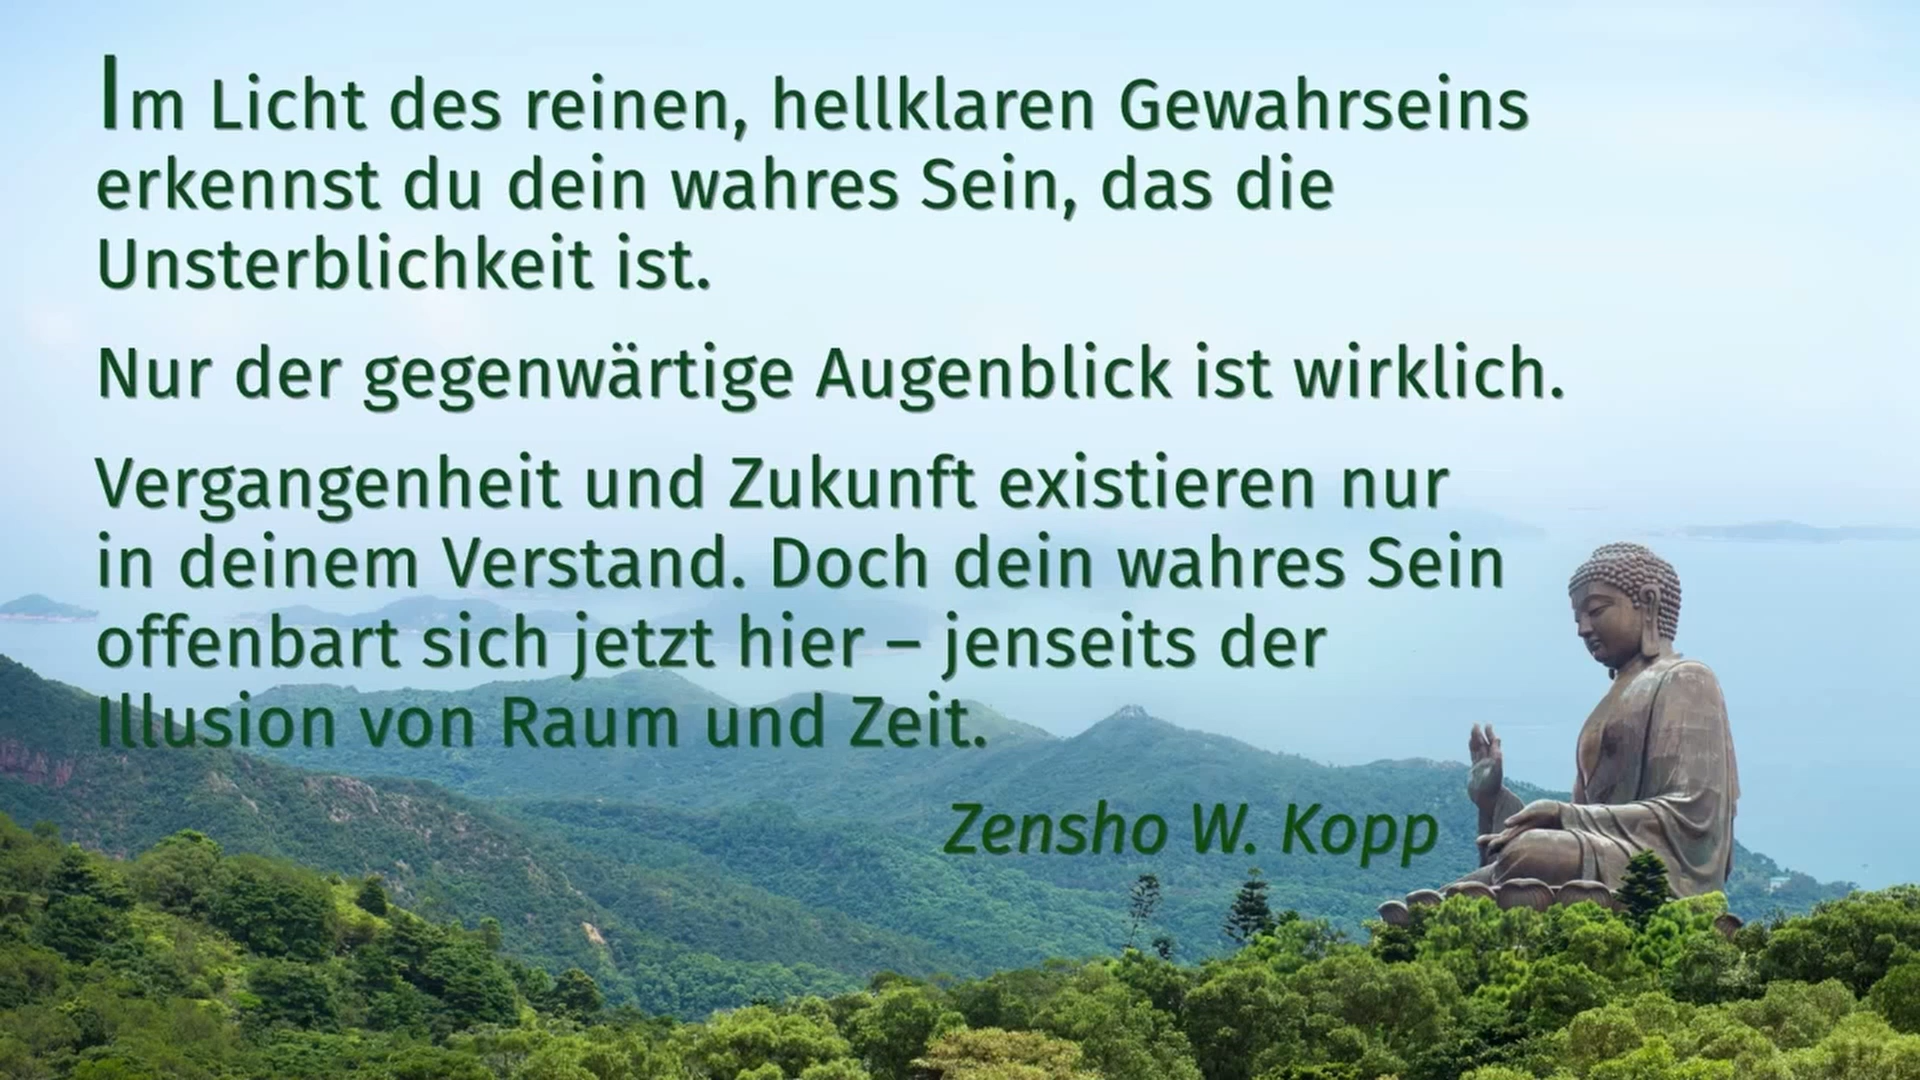 Im Licht des reinen, hellklaren Gewahrseins
erkennst du dein wahres Sein, das die
Unsterblichkeit ist.
Nur der gegenwärtige Augenblick ist wirklich.
Vergangenheit und Zukunft existieren nur
in deinem Verstand. Doch dein wahres Sein
offenbart sich jetzt hier – jenseits der
Illusion von Raum und Zeit.
Zensho W. Kopp